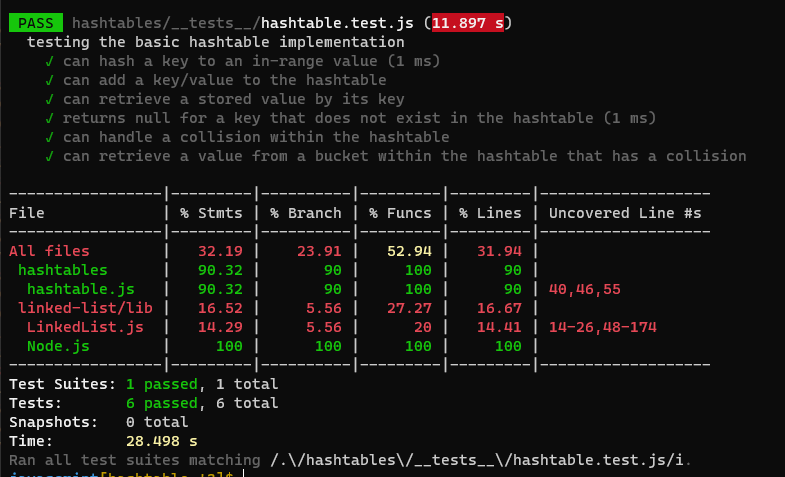 PASS hashtables/__tests__/hashtable.test.js (11.897 s)
testing the basic hashtable implementation
✓ can hash a key to an in-range value (1 ms)
✓ can add a key/value to the hashtable
✓ can retrieve a stored value by its key
✓ returns null for a key that does not exist in the hashtable (1 ms)
✓ can handle a collision within the hashtable
✓ can retrieve a value from a bucket within the hashtable that has a collision
-----------------|---------|----------|---------|---------|-------------------
File | % Stmts | % Branch | % Funcs | % Lines | Uncovered Line #s
-----------------|---------|----------|---------|---------|-------------------
All files | 32.19 | 23.91 | 52.94 | 31.94 |
hashtables | 90.32 | 90 | 100 | 90 |
hashtable.js | 90.32 | 90 | 100 | 90 | 40,46,55
linked-list/lib | 16.52 | 5.56 | 27.27 | 16.67 |
LinkedList.js | 14.29 | 5.56 | 20 | 14.41 | 14-26,48-174
Node.js | 100 | 100 | 100 | 100 |
-----------------|---------|----------|---------|---------|-------------------
Test Suites: 1 passed, 1 total
Tests: 6 passed, 6 total
Snapshots: 0 total
Time: 28.498 s
Ran all test suites matching /.\/hashtables\/__tests__\/hashtable.test.js/i.